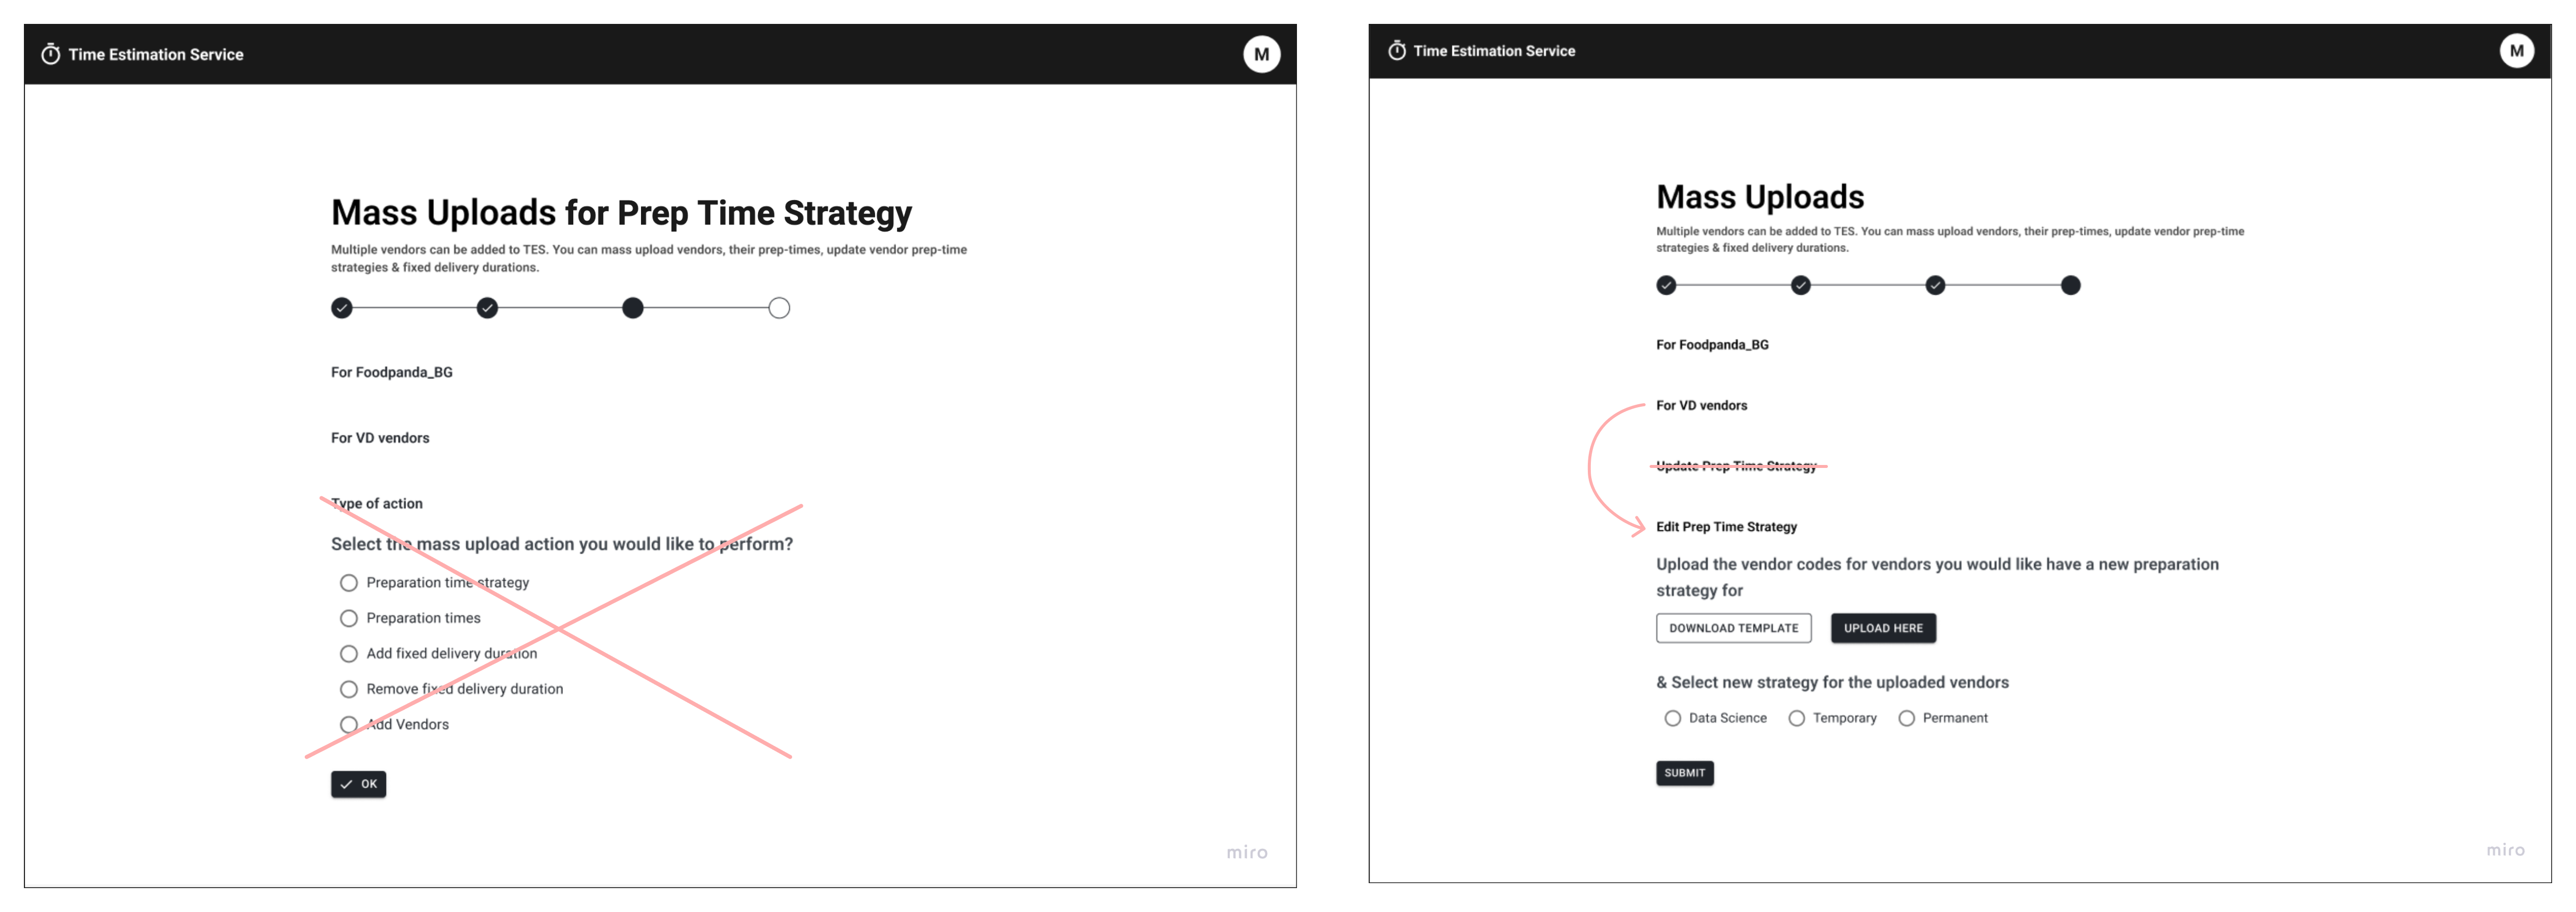 Time Estimation Service
M
Mass Uploads for Prep Time Strategy
Multiple vendors can be added to TES. You can mass upload vendors, their prep-times, update vendor prep-time
strategies & fixed delivery durations.
For Foodpanda_BG
For VD vendors
Type of action
Select the mass upload action you would like to perform?
Preparation time strategy
Preparation times
Add fixed delivery duration
Remove fixed delivery duration
Add Vendors
OK
miro
Time Estimation Service
M
Mass Uploads
Multiple vendors can be added to TES. You can mass upload vendors, their prep-times, update vendor prep-time
strategies & fixed delivery durations.
For Foodpanda_BG
For VD vendors
Update Prep Time Strategy
Edit Prep Time Strategy
Upload the vendor codes for vendors you would like have a new preparation
strategy for
DOWNLOAD TEMPLATE UPLOAD HERE
& Select new strategy for the uploaded vendors
Data Science Temporary Permanent
SUBMIT
miro